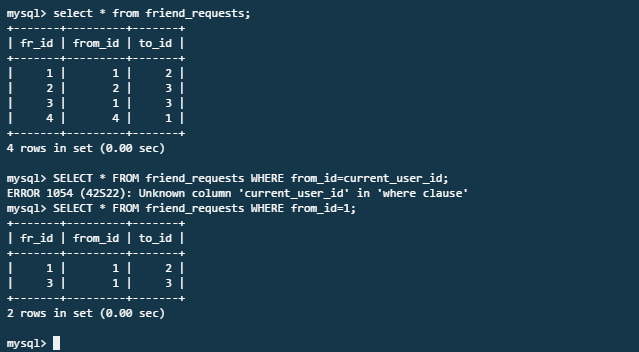 mysql> select * from friend_requests;
+-------+---------+-------+
| fr_id | from_id | to_id |
+-------+---------+-------+
|     1 |       1 |     2 |
|     2 |       2 |     3 |
|     3 |       1 |     3 |
|     4 |       4 |     1 |
+-------+---------+-------+
4 rows in set (0.00 sec)

mysql> SELECT * FROM friend_requests WHERE from_id=current_user_id;
ERROR 1054 (42S22): Unknown column 'current_user_id' in 'where clause'
mysql> SELECT * FROM friend_requests WHERE from_id=1;
+-------+---------+-------+
| fr_id | from_id | to_id |
+-------+---------+-------+
|     1 |       1 |     2 |
|     3 |       1 |     3 |
+-------+---------+-------+
2 rows in set (0.00 sec)

mysql>